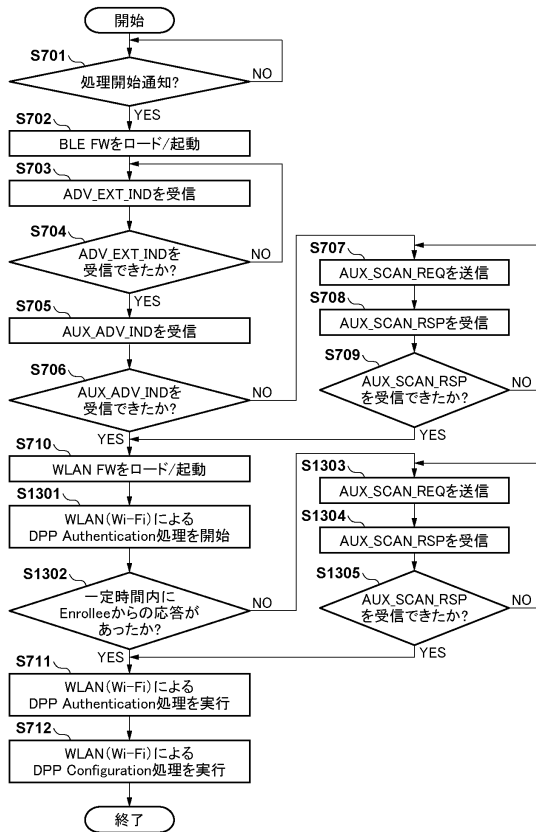 開始
S701
処理開始通知?
NO
YES
S702
BLE FWをロード/起動
S703
ADV_EXT_INDを受信
S704
ADV_EXT_INDを
受信できたか?
NO
YES
S705
AUX_ADV_INDを受信
S706
AUX_ADV_INDを
受信できたか?
NO
YES
S707
AUX_SCAN_REQを送信
S708
AUX_SCAN_RSPを受信
S709
AUX_SCAN_RSP
を受信できたか?
NO
YES
S710
WLAN FWをロード/起動
S1301
WLAN(Wi-Fi)による
DPP Authentication処理を開始
S1302
一定時間内に
Enrolleeからの応答が
あったか?
NO
YES
S1303
AUX_SCAN_REQを送信
S1304
AUX_SCAN_RSPを受信
S1305
AUX_SCAN_RSP
を受信できたか?
NO
YES
S711
WLAN(Wi-Fi)による
DPP Authentication処理を実行
S712
WLAN(Wi-Fi)による
DPP Configuration処理を実行
終了